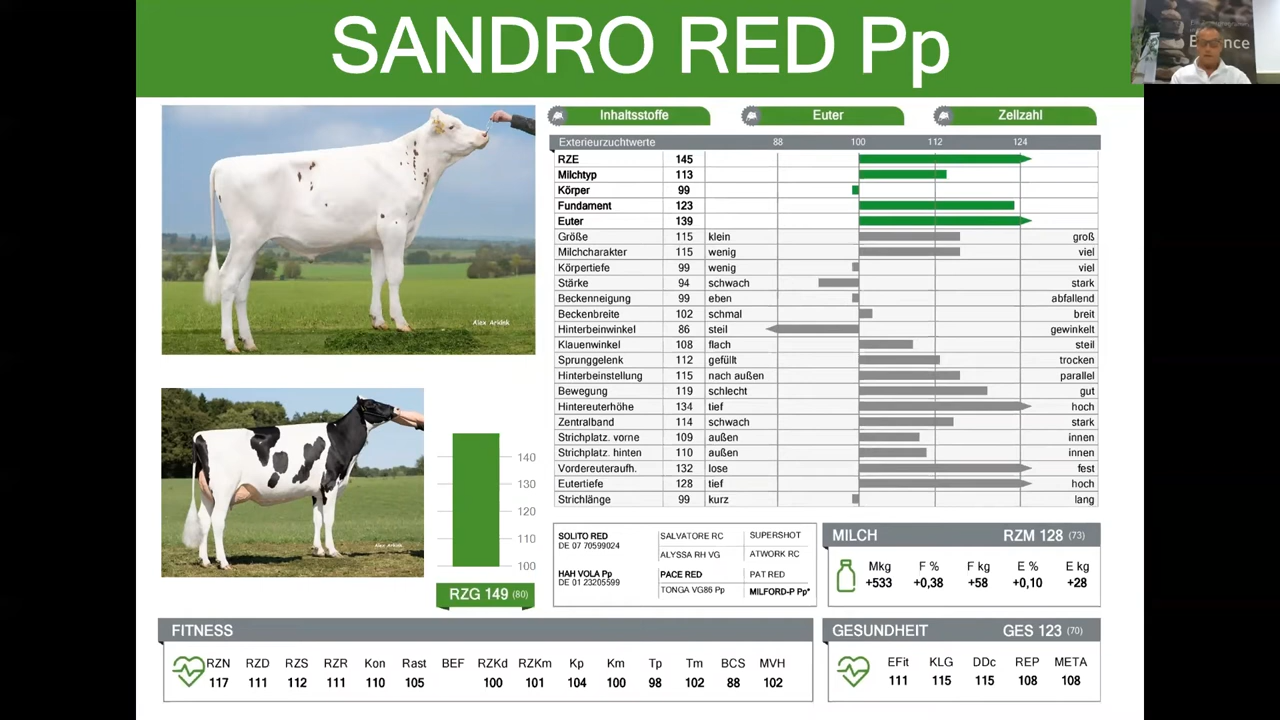 SANDRO RED Pp
Inhaltsstoffe Euter Zellzahl
Exterieurzuchtwerte 88 100 112 124
RZE 145
Milchtyp 113
Körper 99
Fundament 123
Euter 139
Größe 115 klein groß
Milchcharakter 115 wenig viel
Körpertiefe 99 wenig viel
Stärke 94 schwach stark
Beckenneigung 99 eben abfallend
Beckenbreite 102 schmal breit
Hinterbeinwinkel 86 steil gewinkelt
Klauenwinkel 108 flach steil
Sprunggelenk 112 gefüllt trocken
Hinterbeinstellung 115 nach außen parallel
Bewegung 119 schlecht gut
Hintereuterhöhe 134 tief hoch
Zentralband 114 schwach stark
Strichplatz. vorne 109 außen innen
Strichplatz. hinten 110 außen innen
Vordereuteraufh. 132 lose fest
Eutertiefe 128 tief hoch
Strichlänge 99 kurz lang
Alex Arkink
Alex Arkink
140
130
120
110
100
RZG 149 (80)
SOLITO RED SALVATORE RC SUPERSHOT
DE 07 70599024
ALYSSA RH VG ATWORK RC
HAH VOLA Pp PACE RED PAT RED
DE 01 23205599
TONGA VG86 Pp MILFORD-P Pp*
MILCH RZM 128 (73)
Mkg F % F kg E % E kg
+533 +0,38 +58 +0,10 +28
FITNESS
RZN RZD RZS RZR Kon Rast BEF RZKd RZKm Kp Km Tp Tm BCS MVH
117 111 112 111 110 105 100 101 104 100 98 102 88 102
GESUNDHEIT GES 123 (70)
EFit KLG DDc REP META
111 115 115 108 108